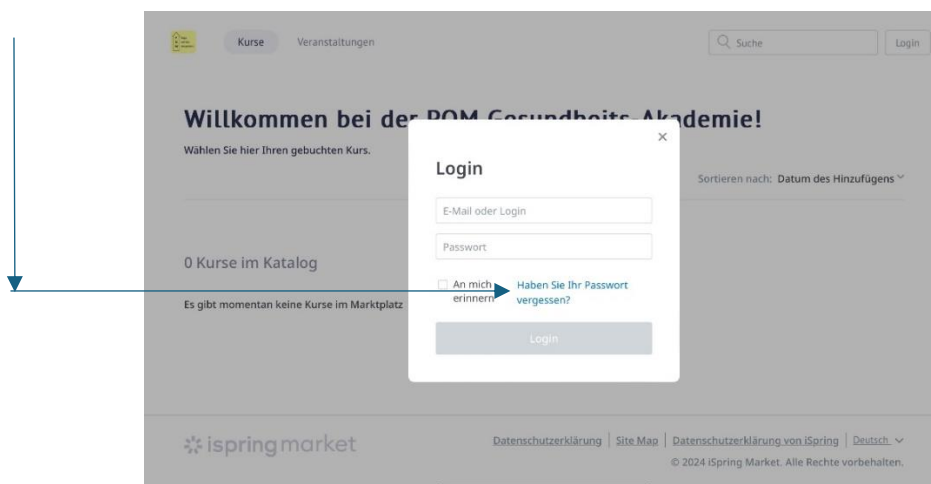 Kurse Veranstaltungen Suche Login
Willkommen bei der POM Gesundheits-Akademie!
Wählen Sie hier Ihren gebuchten Kurs.
×
Login
Sortieren nach: Datum des Hinzufügens
E-Mail oder Login
Passwort
0 Kurse im Katalog
An mich erinnern
Haben Sie Ihr Passwort
vergessen?
Es gibt momentan keine Kurse im Marktplatz
Login
ispringmarket
Datenschutzerklärung | Site Map | Datenschutzerklärung von iSpring | Deutsch
© 2024 iSpring Market. Alle Rechte vorbehalten.